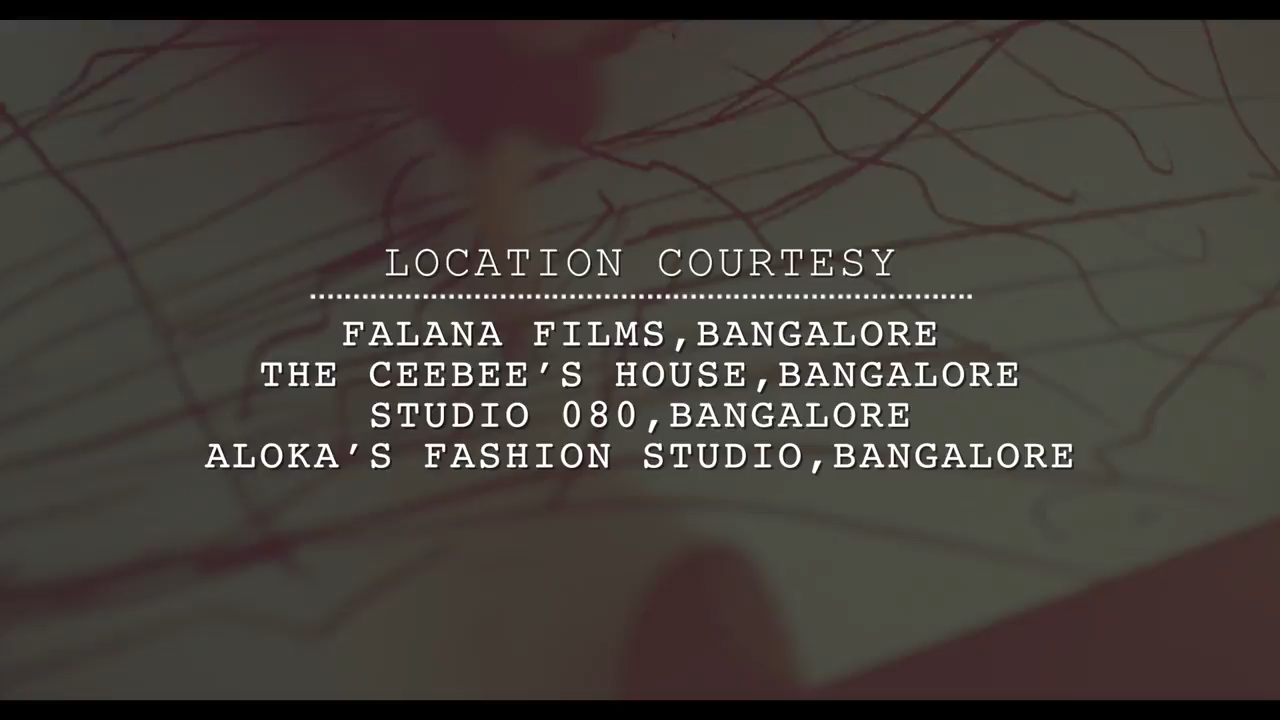 LOCATION COURTESY
FALANA FILMS,BANGALORE
THE CEEBEE’S HOUSE,BANGALORE
STUDIO 080,BANGALORE
ALOKA’S FASHION STUDIO,BANGALORE